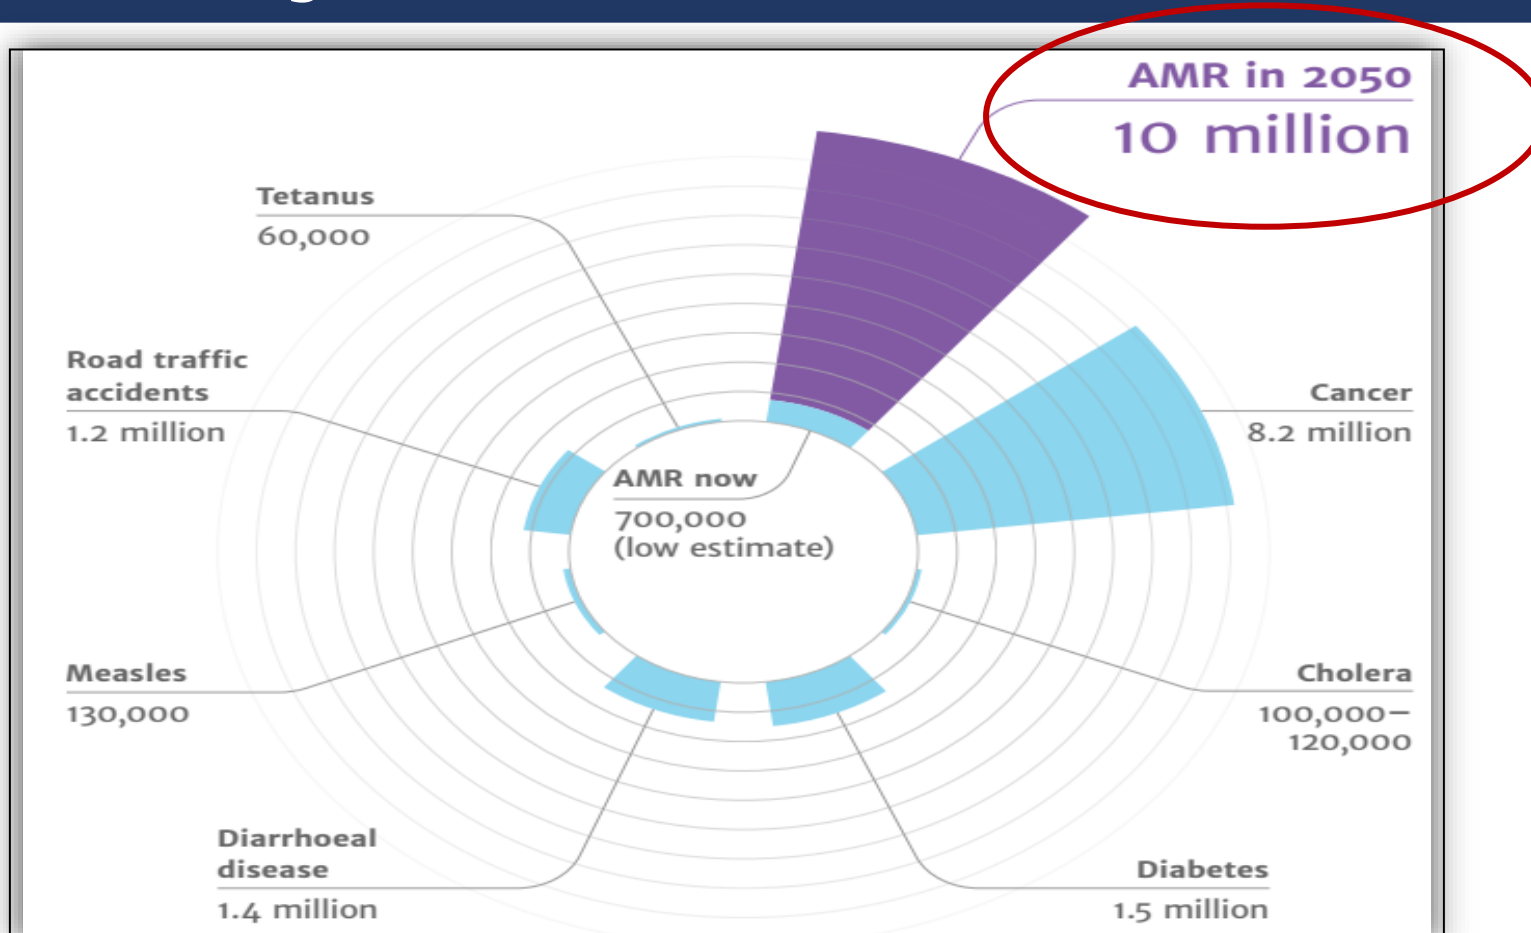 AMR in 2050
10 million
Tetanus
60,000
Road traffic
accidents
1.2 million
Cancer
8.2 million
AMR now
700,000
(low estimate)
Measles
130,000
Cholera
100,000–
120,000
Diarrhoeal
disease
1.4 million
Diabetes
1.5 million